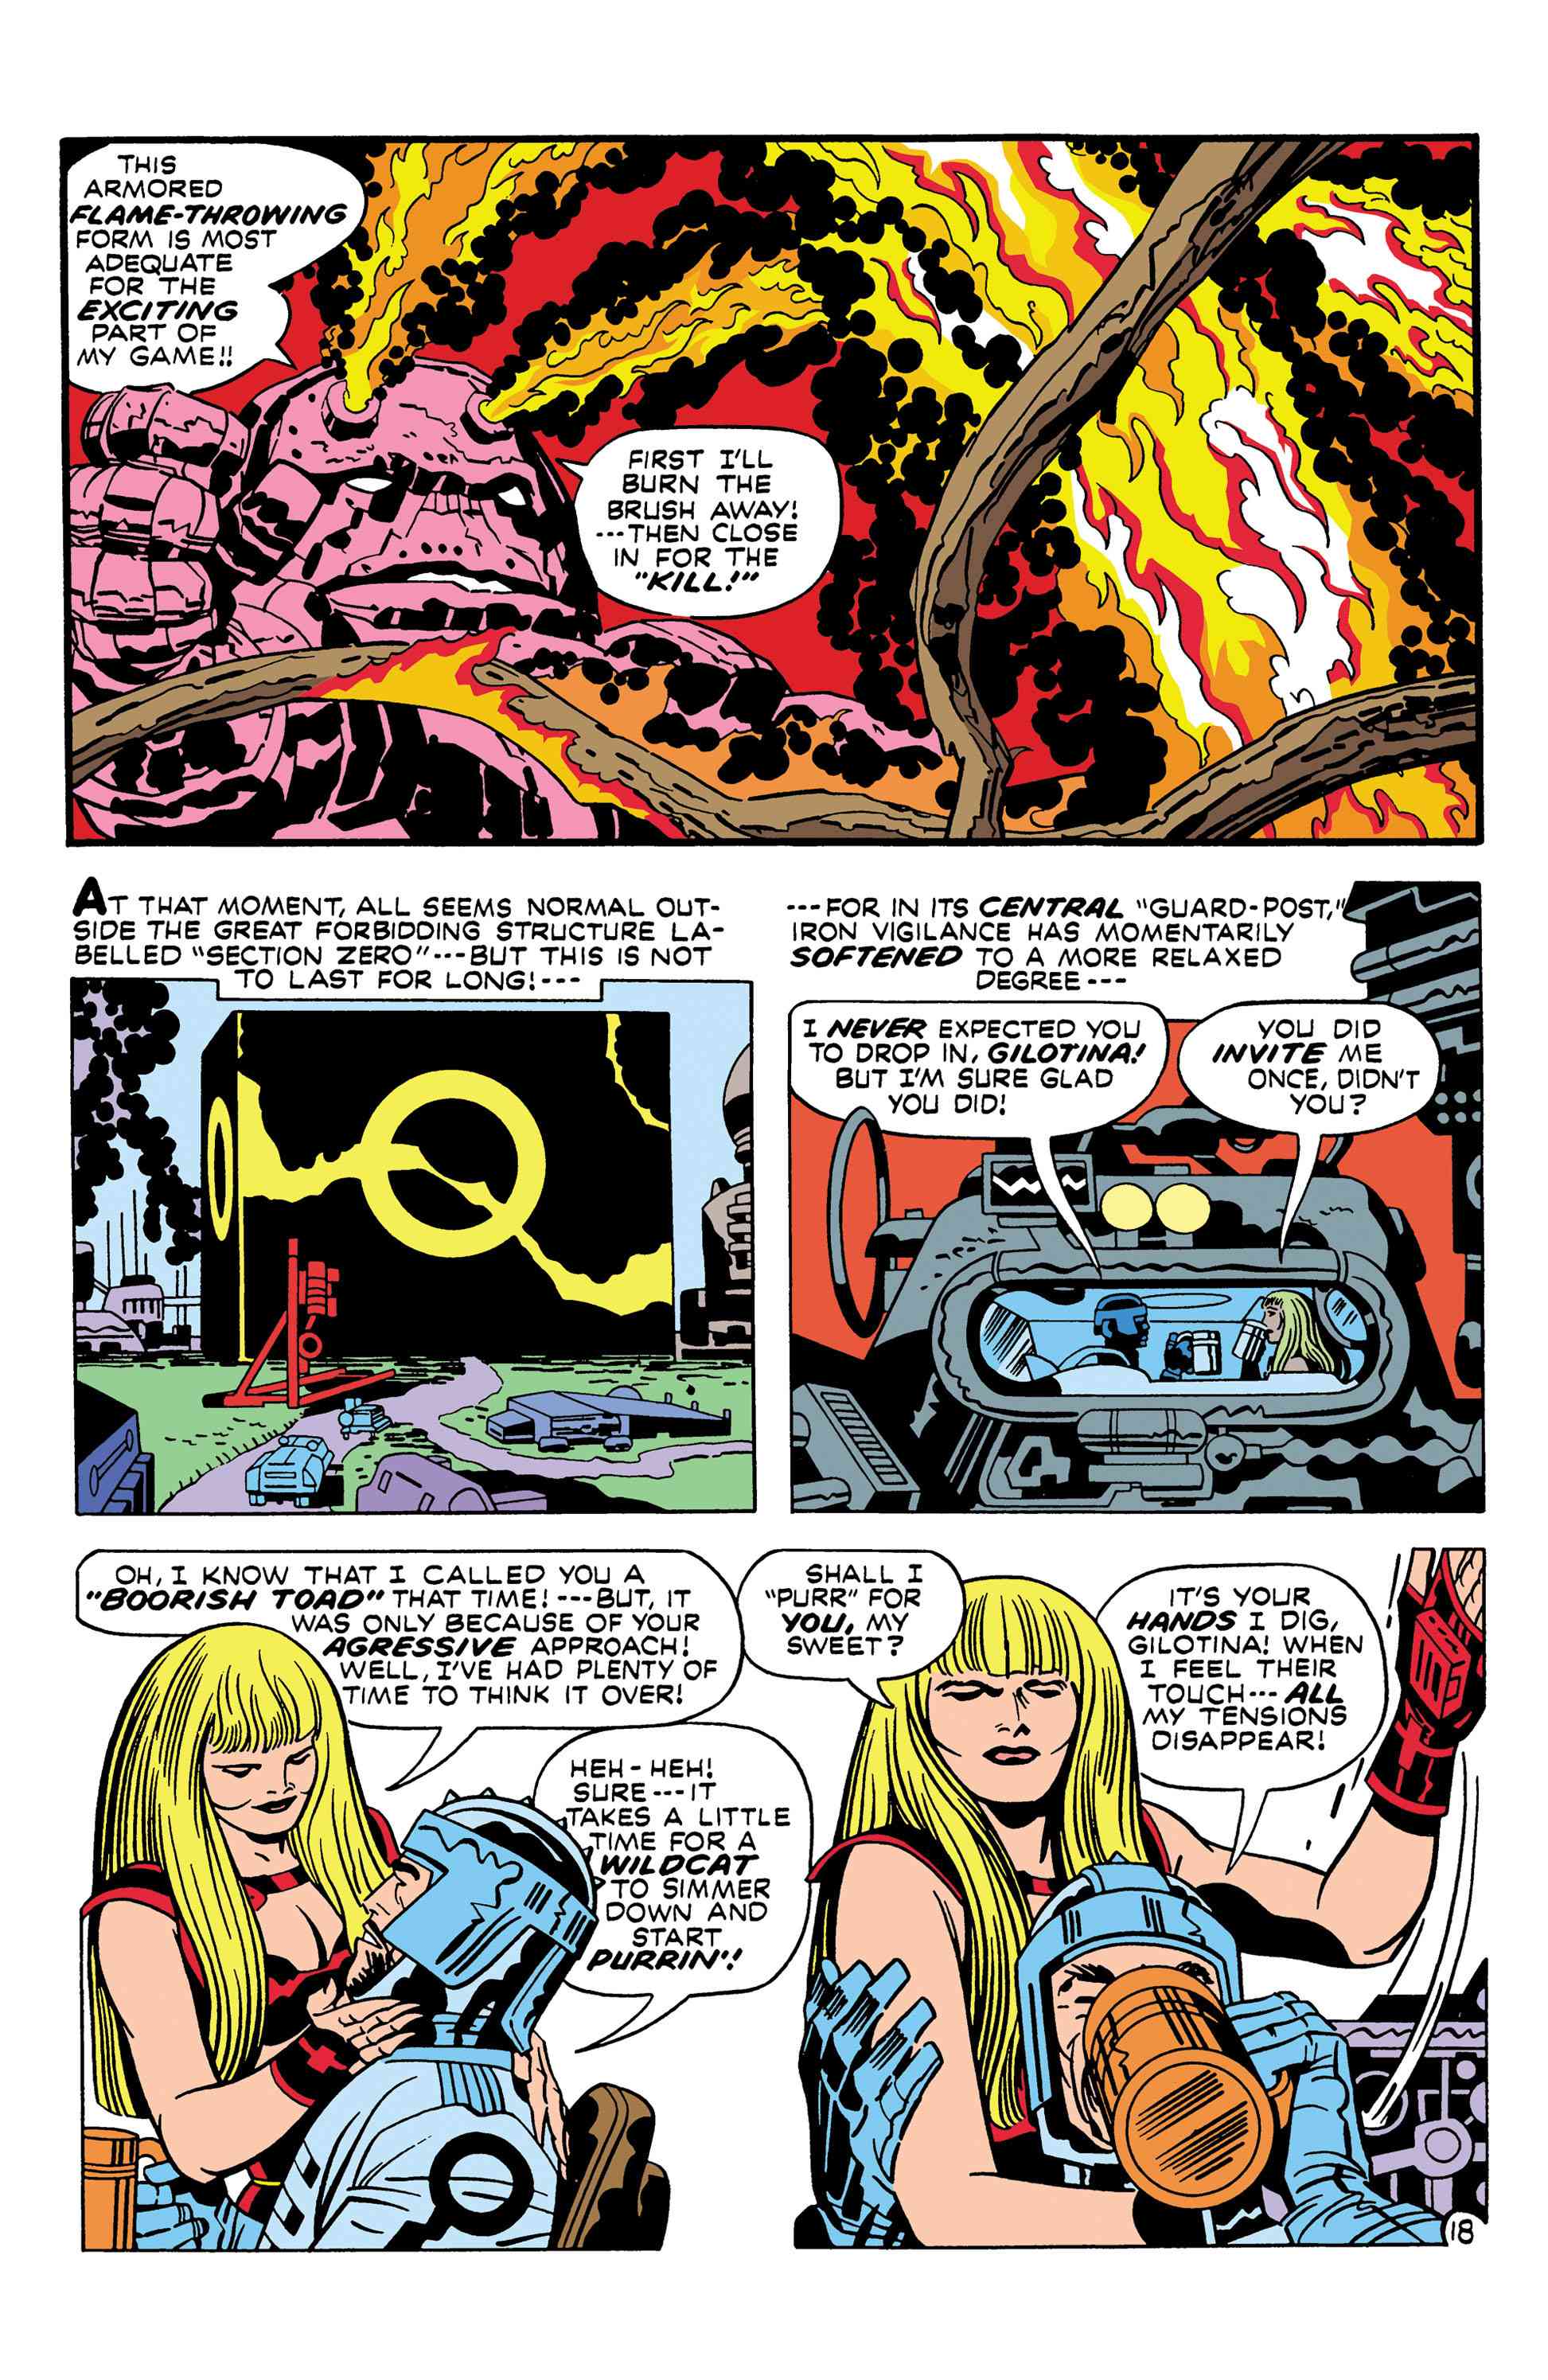 THIS
ARMORED
FLAME-THROWING
FORM IS MOST
ADEQUATE
FOR THE
EXCITING
PART OF
MY GAME!!
FIRST I'LL
BURN THE
BRUSH AWAY!
---THEN CLOSE
IN FOR THE
"KILL!"
AT THAT MOMENT, ALL SEEMS NORMAL OUT-
SIDE THE GREAT FORBIDDING STRUCTURE LA-
BELLED "SECTION ZERO"---BUT THIS IS NOT
TO LAST FOR LONG!---
---FOR IN ITS CENTRAL "GUARD-POST,"
IRON VIGILANCE HAS MOMENTARILY
SOFTENED TO A MORE RELAXED
DEGREE---
I NEVER EXPECTED YOU
TO DROP IN, GILOTINA!
BUT I'M SURE GLAD
YOU DID!
YOU DID
INVITE ME
ONCE, DIDN'T
YOU?
OH, I KNOW THAT I CALLED YOU A
"BOORISH TOAD" THAT TIME!---BUT, IT
WAS ONLY BECAUSE OF YOUR
AGRESSIVE APPROACH!
WELL, I'VE HAD PLENTY OF
TIME TO THINK IT OVER!
HEH-HEH!
SURE---IT
TAKES A LITTLE
TIME FOR A
WILDCAT
TO SIMMER
DOWN AND
START
PURRIN'!
SHALL I
"PURR" FOR
YOU, MY
SWEET?
IT'S YOUR
HANDS I DIG,
GILOTINA! WHEN
I FEEL THEIR
TOUCH---ALL
MY TENSIONS
DISAPPEAR!
18